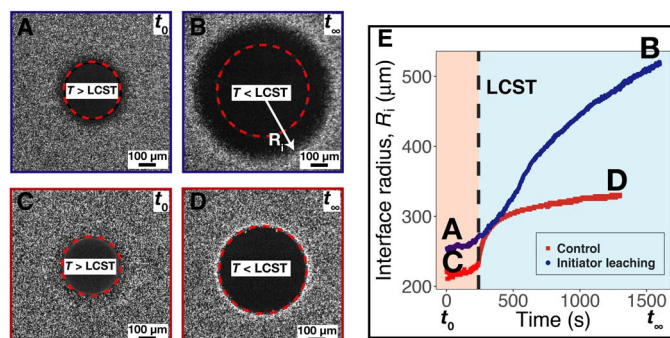 A
t0
T > LCST
100 µm
B
t∞
T < LCST
Ri
100 µm
C
t0
T > LCST
100 µm
D
t∞
T < LCST
100 µm
E
Interface radius, Ri (µm)
500
400
300
200
LCST
A
B
C
D
Control
Initiator leaching
0
500
1000
1500
t0
Time (s)
t∞